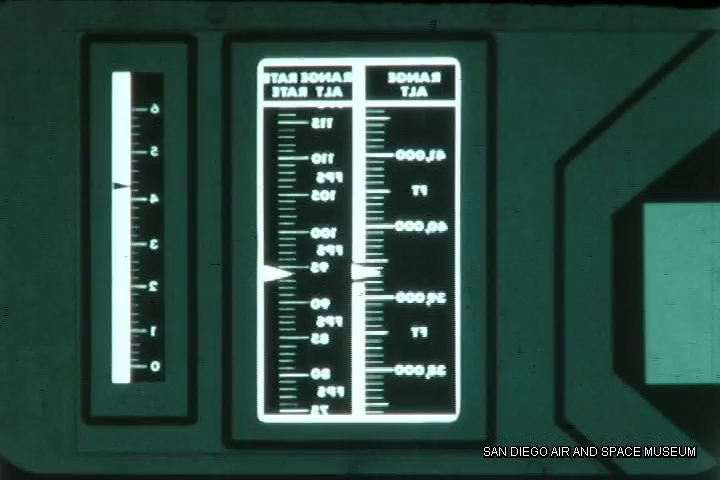 RANGE RATE
ALT RATE
RANGE
ALT
6
5
4
3
2
1
0
115
110
FPS
105
100
FPS
95
90
FPS
85
80
FPS
75
41,000
FT
40,000
39,000
FT
38,000
SAN DIEGO AIR AND SPACE MUSEUM